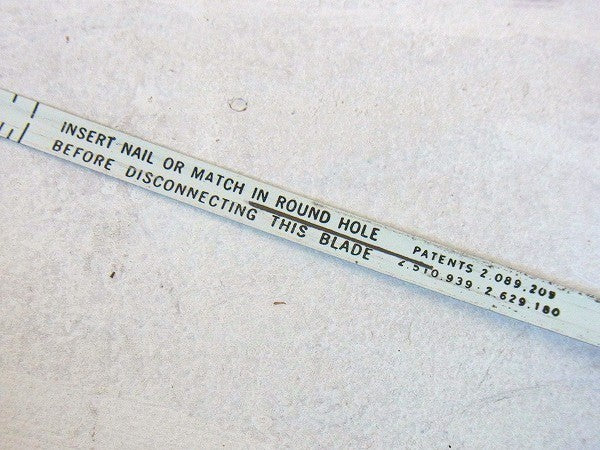 INSERT NAIL OR MATCH IN ROUND HOLE
BEFORE DISCONNECTING THIS BLADE
PATENTS 2.089.209
2.510.939 · 2.629.180